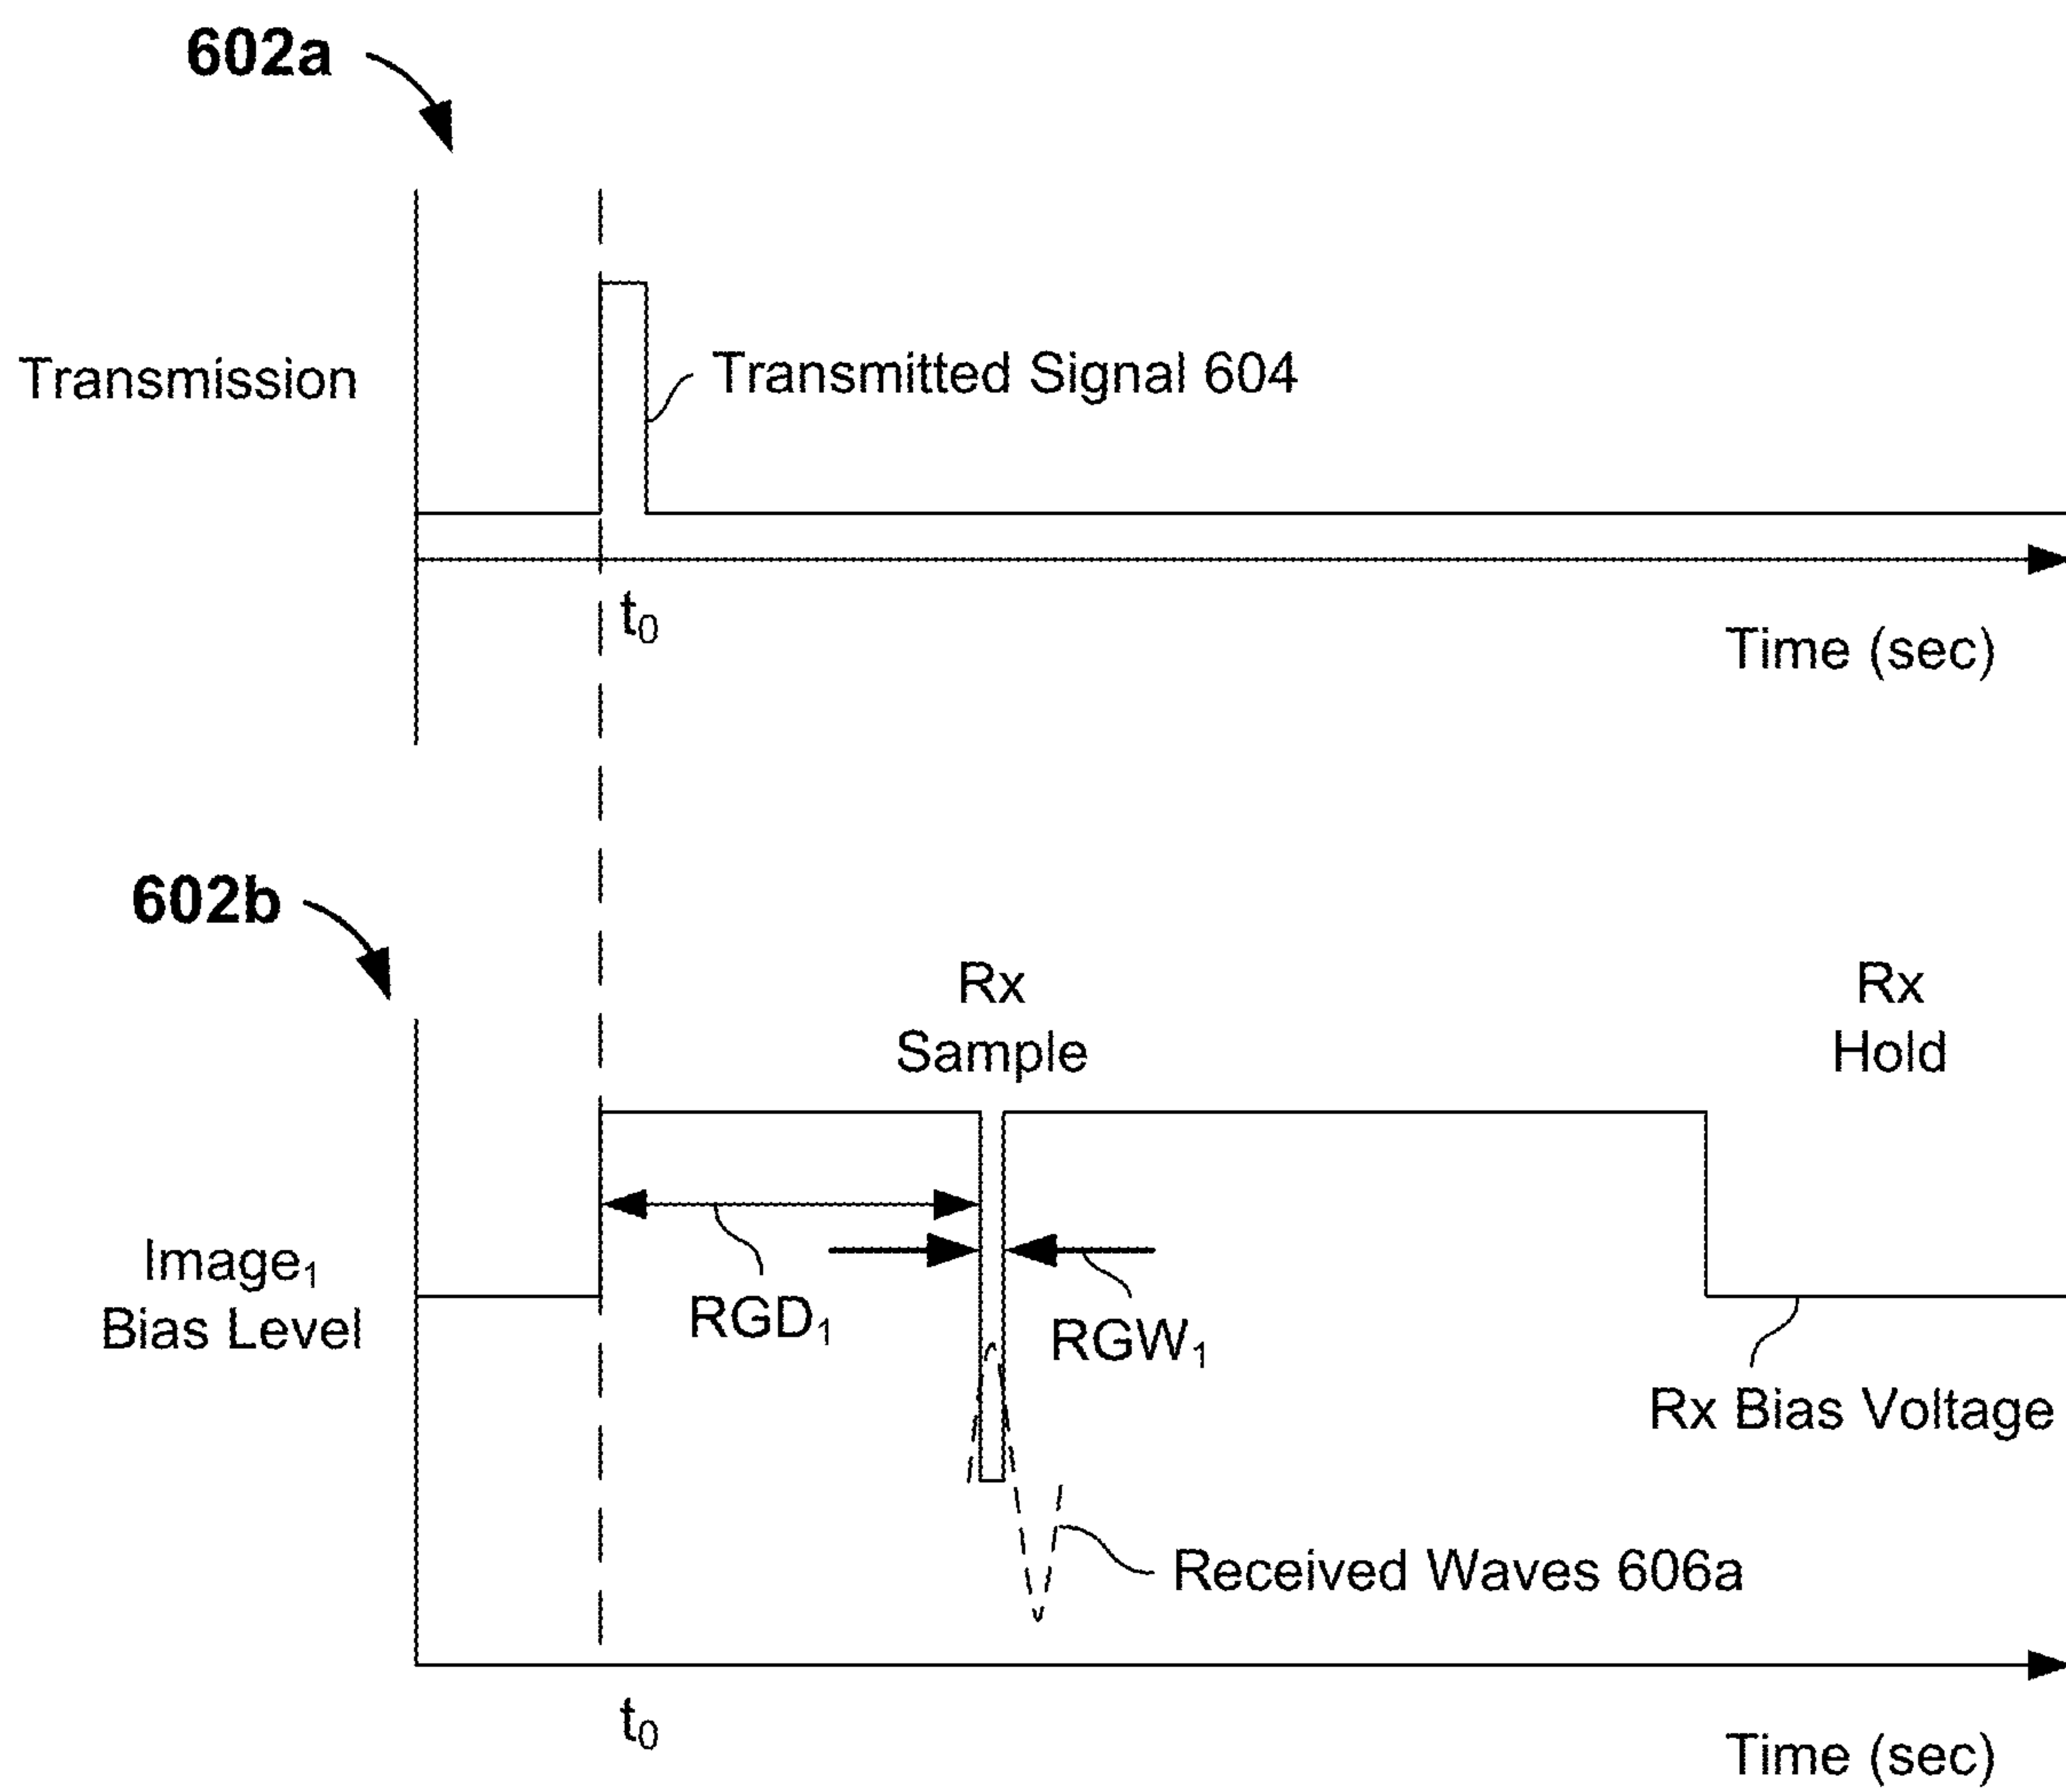 602a
Transmission
Transmitted Signal 604
t₀
Time (sec)
602b
Rx
Sample
Rx
Hold
Image₁
Bias Level
RGD₁
RGW₁
Rx Bias Voltage
Received Waves 606a
t₀
Time (sec)